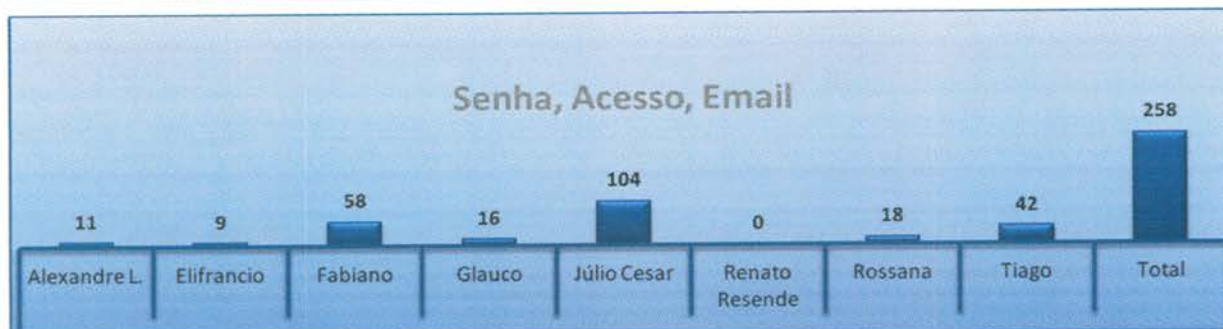 Senha, Acesso, Email
11 9 58 16 104 0 18 42 258
Alexandre L. Elifrancio Fabiano Glauco Júlio Cesar Renato Resende Rossana Tiago Total